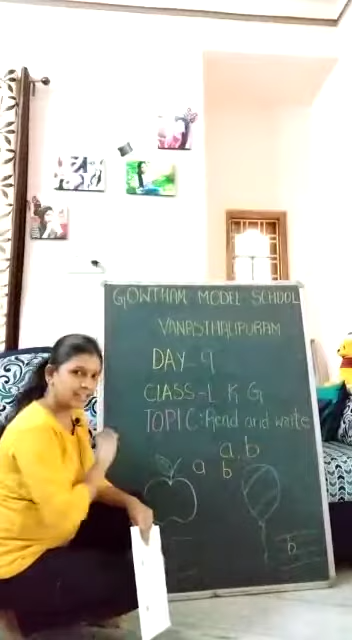 GOWTHAM MODEL SCHOOL
VANASTHALIPURAM
DAY-9
CLASS-L K G
TOPIC:Read and write
a, b
a
b
b